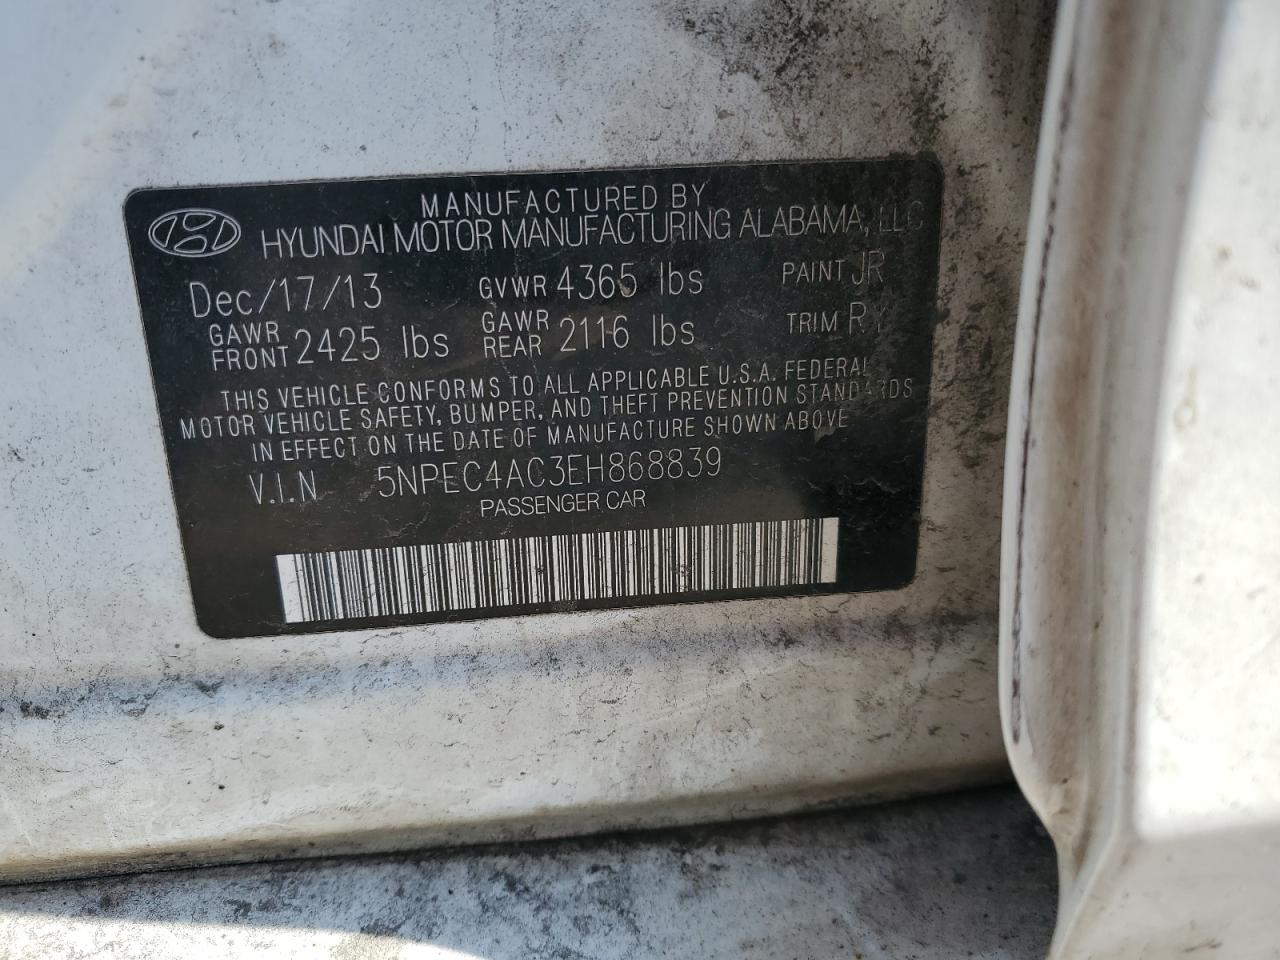 MANUFACTURED BY
HYUNDAI MOTOR MANUFACTURING ALABAMA, LLC
Dec/17/13 GVWR 4365 lbs PAINT JR
GAWR FRONT 2425 lbs GAWR REAR 2116 lbs TRIM RY
THIS VEHICLE CONFORMS TO ALL APPLICABLE U.S.A. FEDERAL
MOTOR VEHICLE SAFETY, BUMPER, AND THEFT PREVENTION STANDARDS
IN EFFECT ON THE DATE OF MANUFACTURE SHOWN ABOVE
V.I.N 5NPEC4AC3EH868839
PASSENGER CAR